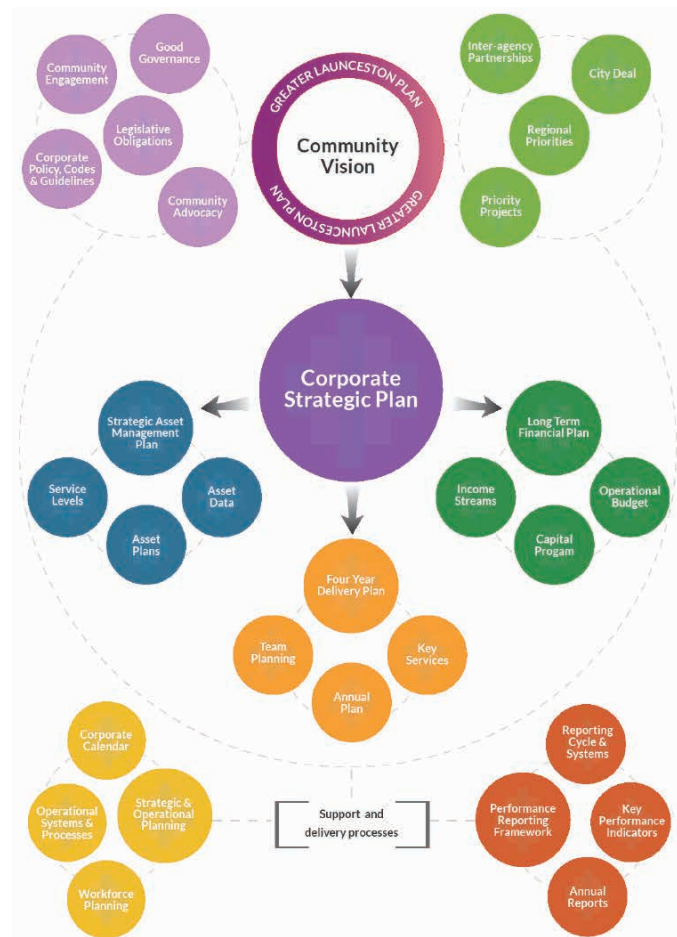 Good
Governance
Community
Engagement
Legislative
Obligations
Corporate
Policy, Codes
& Guidelines
Community
Advocacy
GREATER LAUNCESTON PLAN
Community
Vision
GREATER LAUNCESTON PLAN
Inter-agency
Partnerships
City Deal
Regional
Priorities
Priority
Projects
Corporate
Strategic Plan
Strategic Asset
Management
Plan
Service
Levels
Asset
Data
Asset
Plans
Long Term
Financial Plan
Income
Streams
Operational
Budget
Capital
Progam
Four Year
Delivery Plan
Team
Planning
Key
Services
Annual
Plan
Corporate
Calendar
Operational
Systems &
Processes
Strategic &
Operational
Planning
Workforce
Planning
Support and
delivery processes
Reporting
Cycle &
Systems
Performance
Reporting
Framework
Key
Performance
Indicators
Annual
Reports